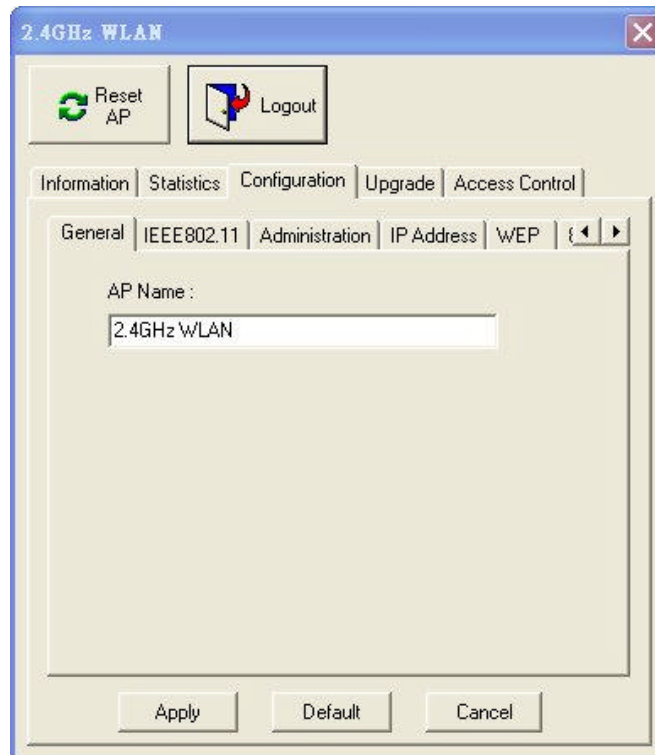 2.4GHz WLAN
Reset
AP
Logout
Information Statistics Configuration Upgrade Access Control
General IEEE802.11 Administration IP Address WEP
AP Name :
2.4GHz WLAN
Apply Default Cancel